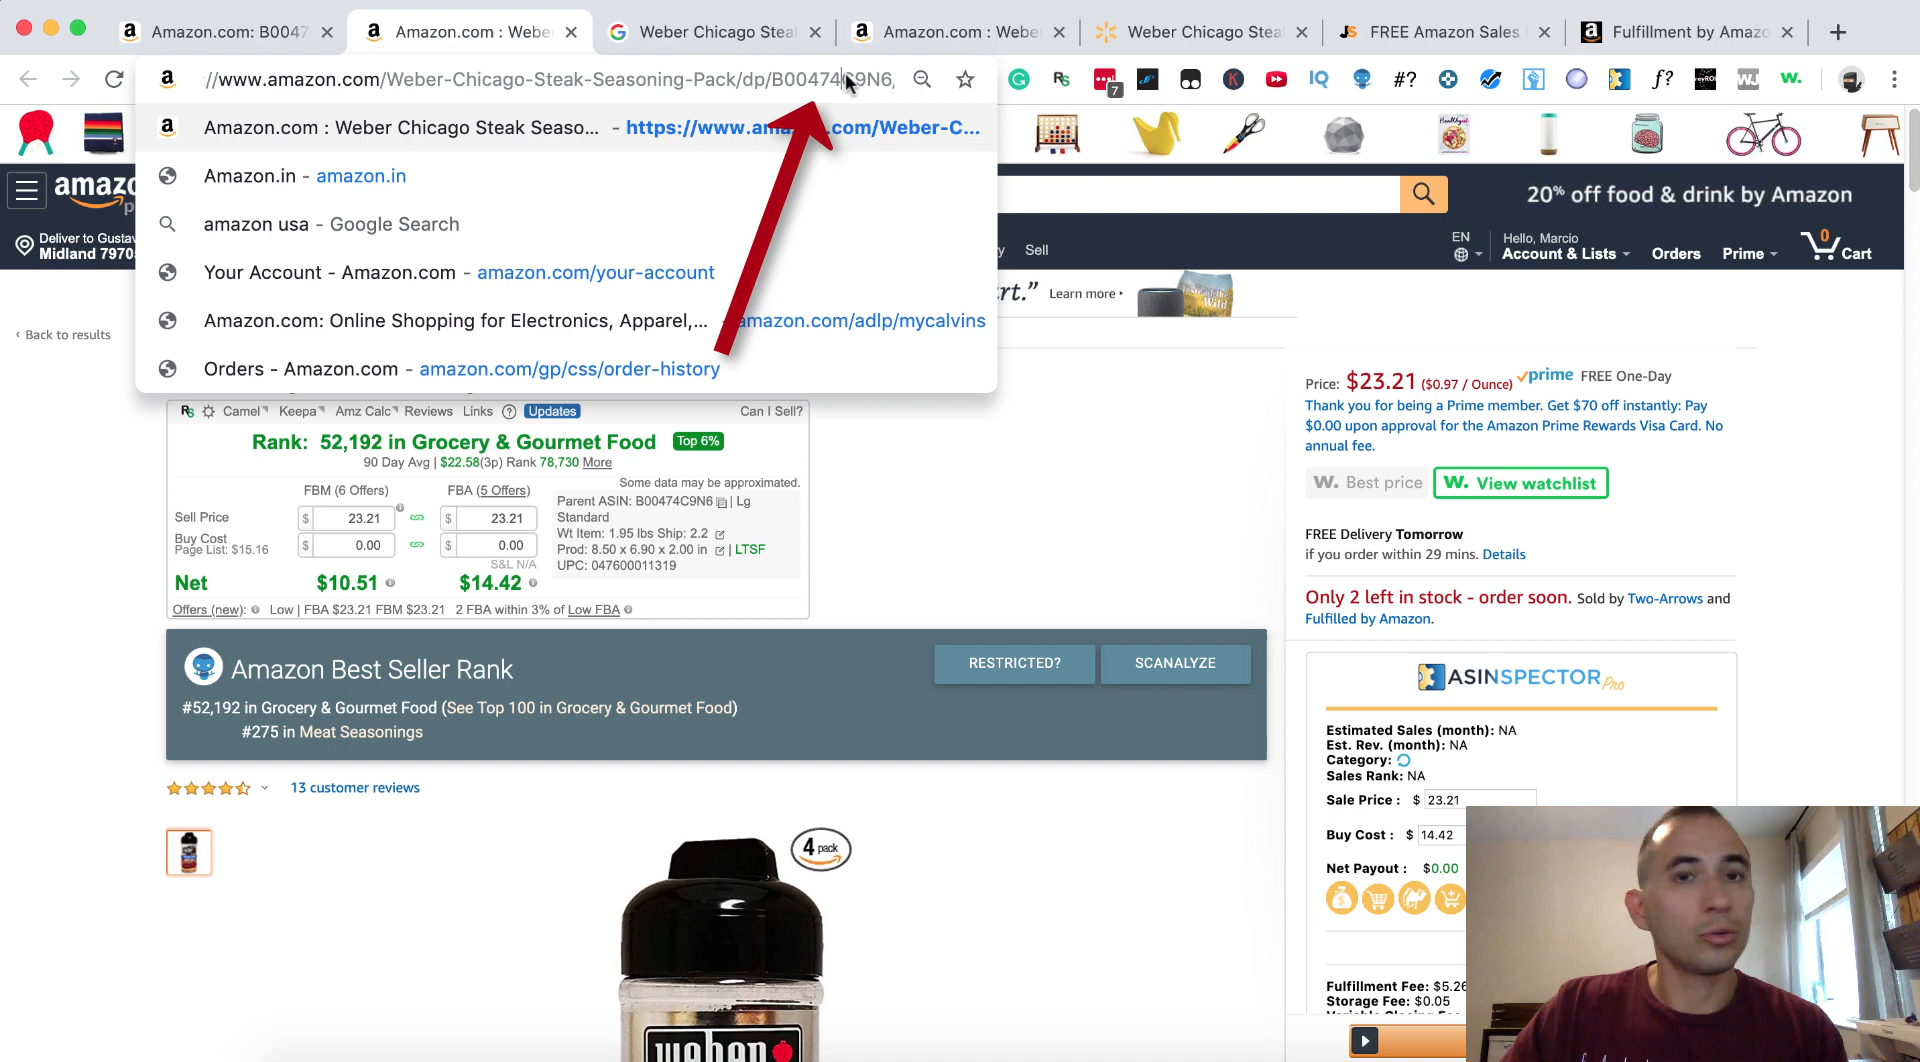 Amazon.com: B0047
Amazon.com : Webe
Weber Chicago Stea
Amazon.com : Webe
Weber Chicago Stea
FREE Amazon Sales
Fulfillment by Amazo
://www.amazon.com/Weber-Chicago-Steak-Seasoning-Pack/dp/B00474C9N6,
7
IQ
#?
ƒ?
Amazon.com : Weber Chicago Steak Seaso... - https://www.amazon.com/Weber-C...
Amazon.in - amazon.in
amazon usa - Google Search
Your Account - Amazon.com - amazon.com/your-account
Amazon.com: Online Shopping for Electronics, Apparel,... - amazon.com/adlp/mycalvins
Orders - Amazon.com - amazon.com/gp/css/order-history
amazo
Deliver to Gusta
Midland 7970
20% off food & drink by Amazon
y Sell
EN
Hello, Marcio
Account & Lists
Orders
Prime
0
Cart
rt.”
Learn more
‹ Back to results
RS Camel Keepa Amz Calc Reviews Links ? Updates
Can I Sell?
Rank: 52,192 in Grocery & Gourmet Food Top 6%
90 Day Avg | $22.58(3p) Rank 78,730 More
Some data may be approximated.
FBM (6 Offers) FBA (5 Offers)
Sell Price $ 23.21 $ 23.21
Buy Cost $ 0.00 $ 0.00
Page List: $15.16
S&L N/A
Net $10.51 $14.42
Parent ASIN: B00474C9N6 | Lg
Standard
Wt Item: 1.95 lbs Ship: 2.2
Prod: 8.50 x 6.90 x 2.00 in | LTSF
UPC: 047600011319
Offers (new): Low | FBA $23.21 FBM $23.21 2 FBA within 3% of Low FBA
Amazon Best Seller Rank
RESTRICTED?
SCANALYZE
#52,192 in Grocery & Gourmet Food (See Top 100 in Grocery & Gourmet Food)
#275 in Meat Seasonings
13 customer reviews
4 pack
weber
Price: $23.21 ($0.97 / Ounce) prime FREE One-Day
Thank you for being a Prime member. Get $70 off instantly: Pay
$0.00 upon approval for the Amazon Prime Rewards Visa Card. No
annual fee.
W. Best price
W. View watchlist
FREE Delivery Tomorrow
if you order within 29 mins. Details
Only 2 left in stock - order soon. Sold by Two-Arrows and
Fulfilled by Amazon.
ASINSPECTOR Pro
Estimated Sales (month): NA
Est. Rev. (month): NA
Category:
Sales Rank: NA
Sale Price : $ 23.21
Buy Cost : $ 14.42
Net Payout : $0.00
Fulfillment Fee: $5.26
Storage Fee: $0.05